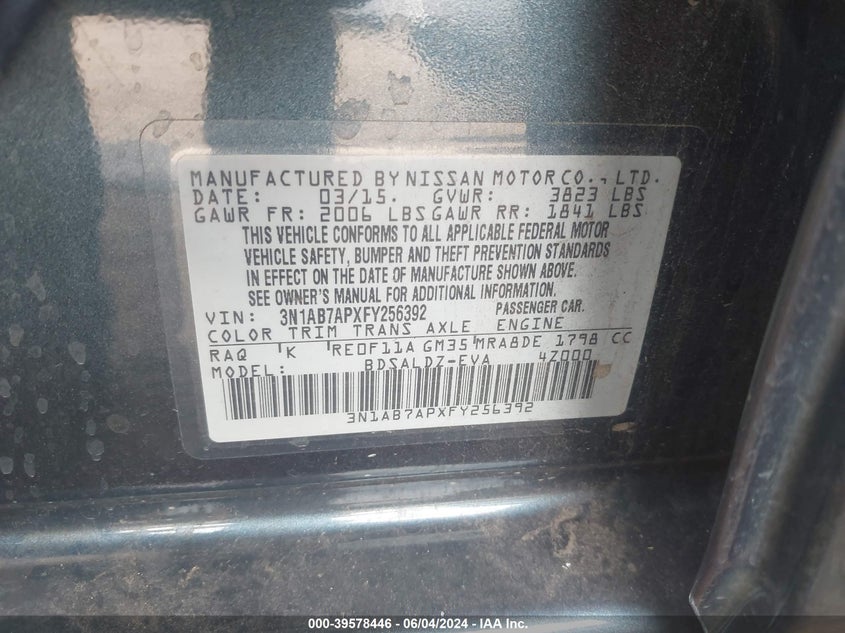 MANUFACTURED BY NISSAN MOTOR CO., LTD.
DATE: 03/15. GVWR: 3823 LBS
GAWR FR: 2006 LBS GAWR RR: 1841 LBS
THIS VEHICLE CONFORMS TO ALL APPLICABLE FEDERAL MOTOR
VEHICLE SAFETY, BUMPER AND THEFT PREVENTION STANDARDS
IN EFFECT ON THE DATE OF MANUFACTURE SHOWN ABOVE.
SEE OWNER'S MANUAL FOR ADDITIONAL INFORMATION.
VIN: 3N1AB7APXFY256392 PASSENGER CAR.
COLOR TRIM TRANS AXLE ENGINE
RAQ K RE0F11A GM35 MRA8DE 1798 CC
MODEL: BDSALDZ-EVA 4Z000
3N1AB7APXFY256392
000-39578446 - 06/04/2024 - IAA Inc.